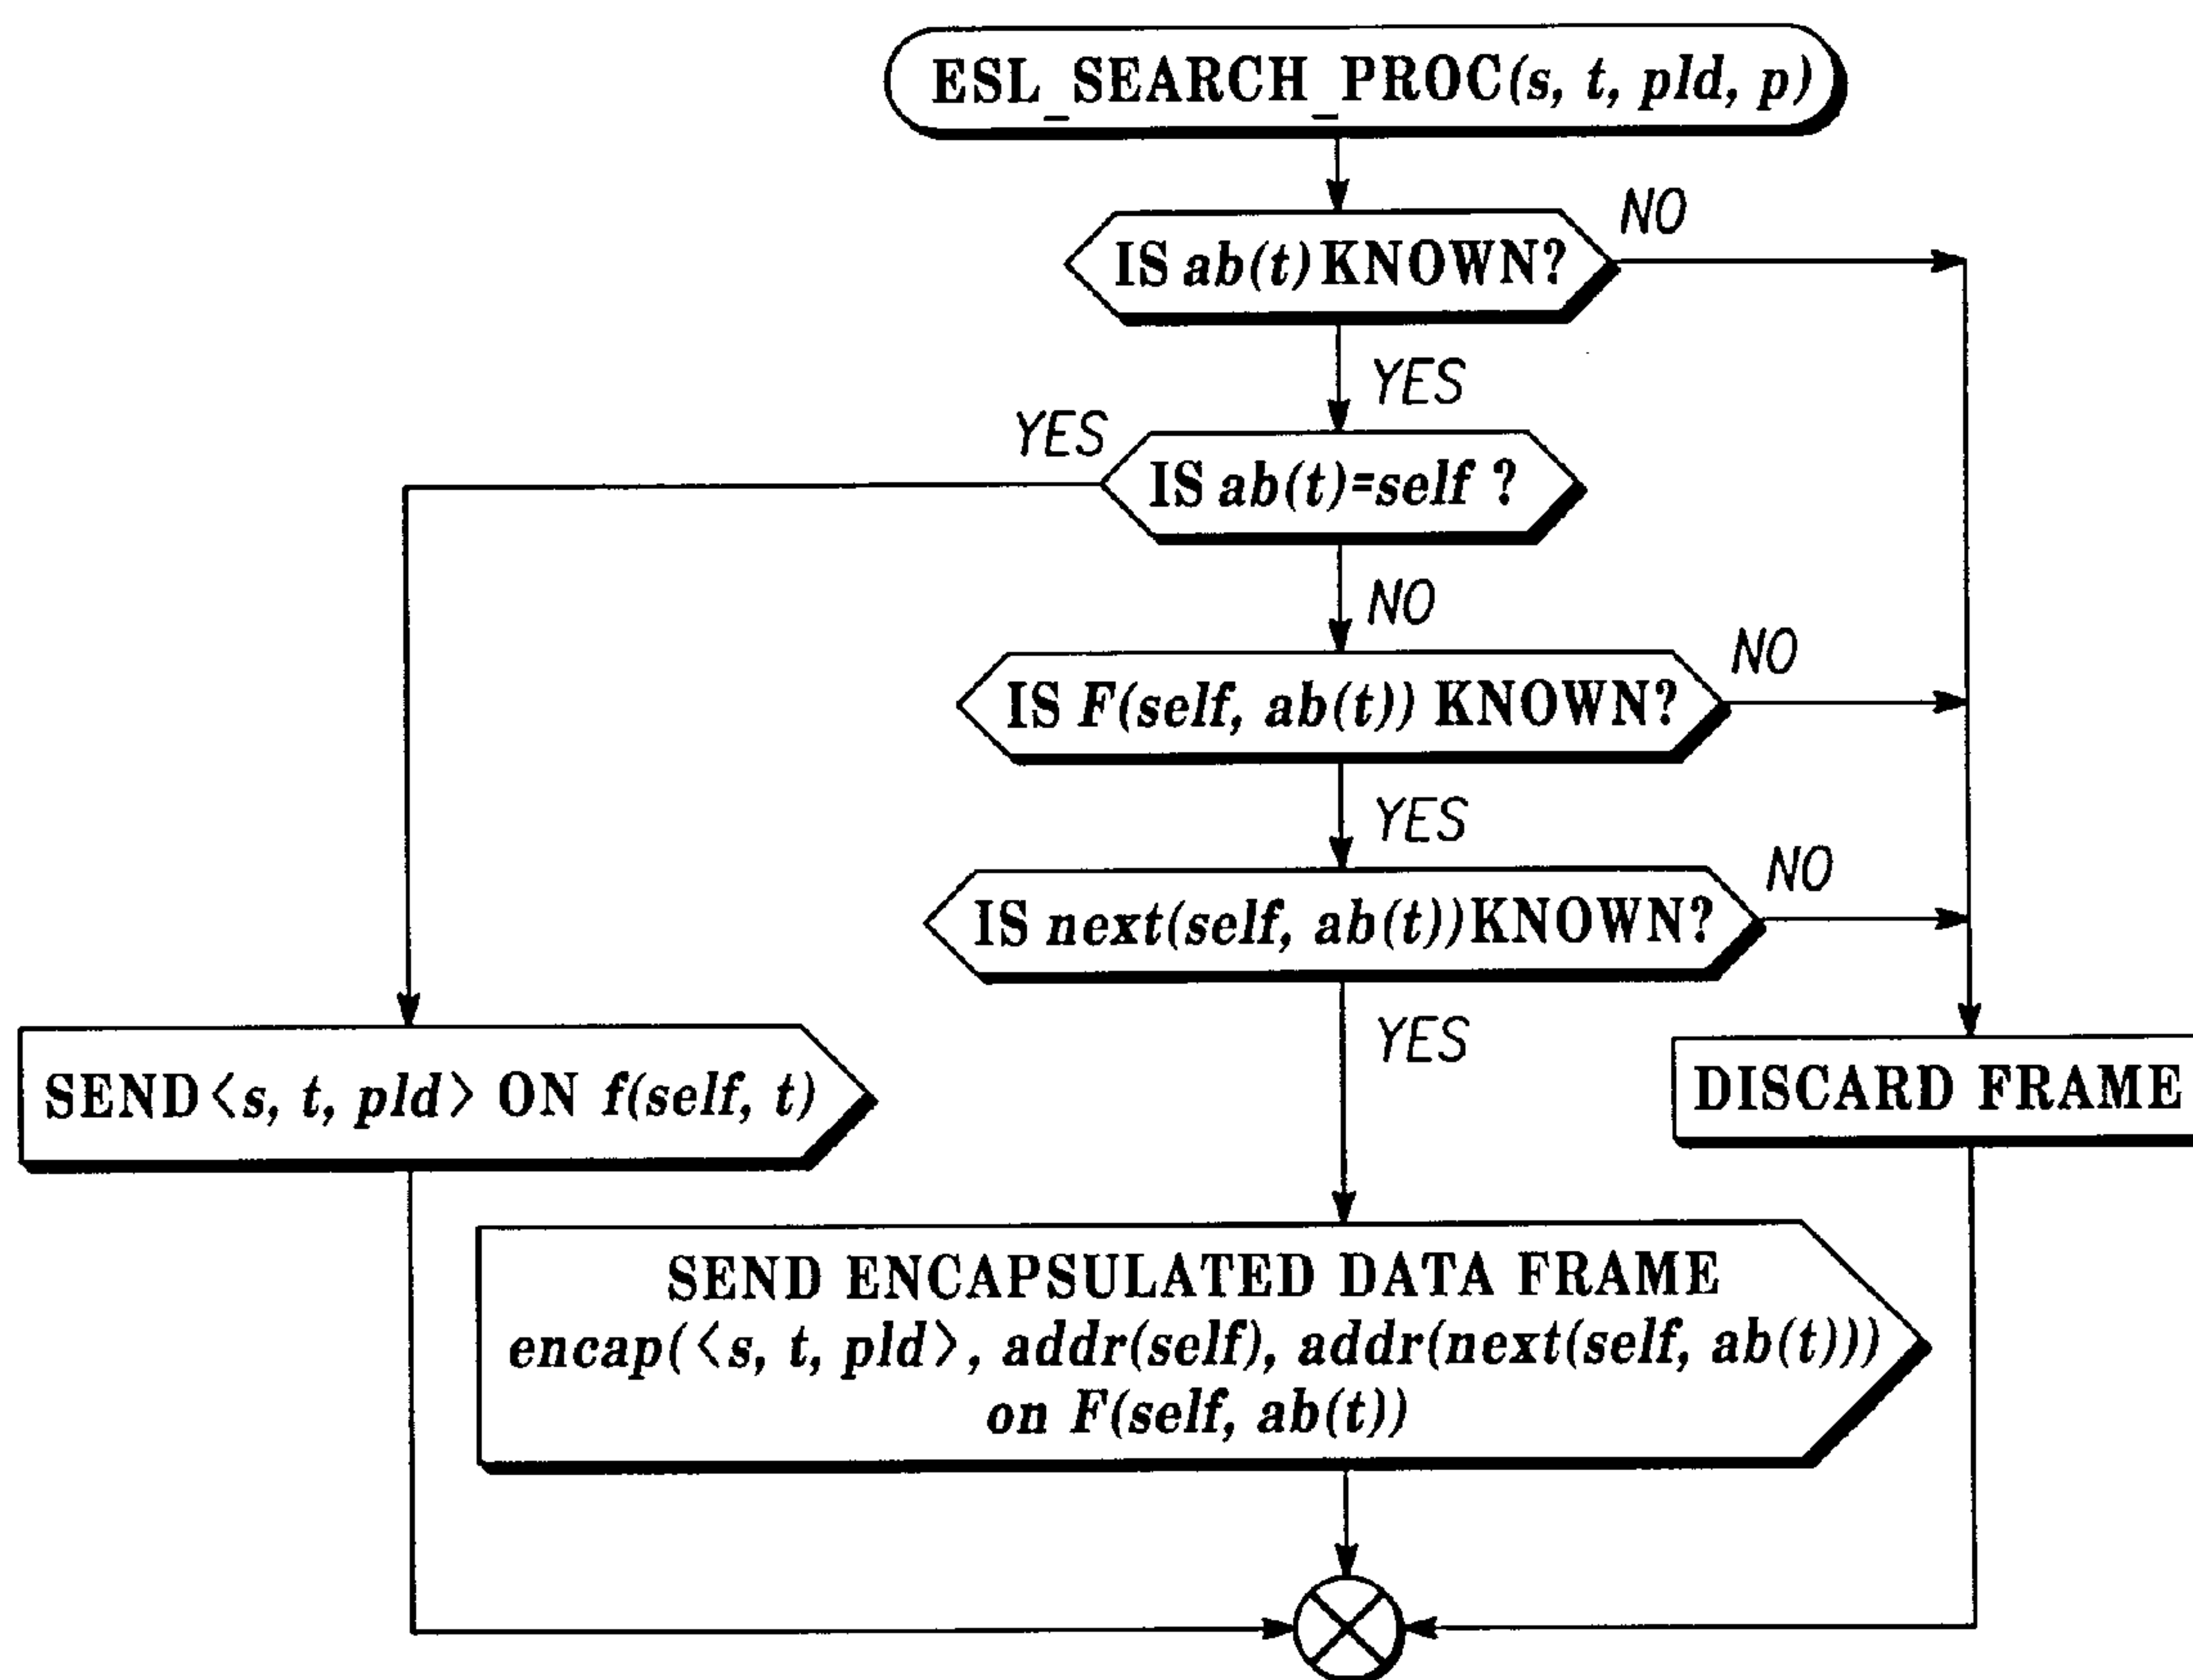 ESL_SEARCH_PROC(s, t, pld, p)
IS ab(t) KNOWN?
NO
YES
YES
IS ab(t)=self ?
NO
IS F(self, ab(t)) KNOWN?
NO
YES
IS next(self, ab(t)) KNOWN?
NO
YES
SEND <s, t, pld> ON f(self, t)
DISCARD FRAME
SEND ENCAPSULATED DATA FRAME
encap(<s, t, pld>, addr(self), addr(next(self, ab(t)))
on F(self, ab(t))